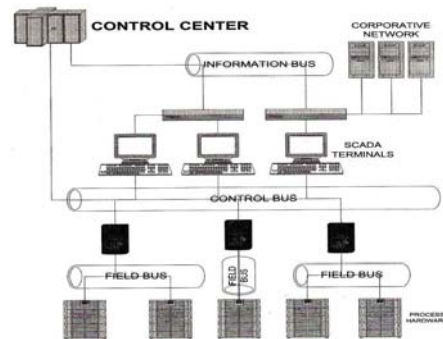 CONTROL CENTER
CORPORATIVE
NETWORK
INFORMATION BUS
SCADA
TERMINALS
CONTROL BUS
FIELD BUS
FIELD
BUS
FIELD BUS
PROCESS
HARDWARE